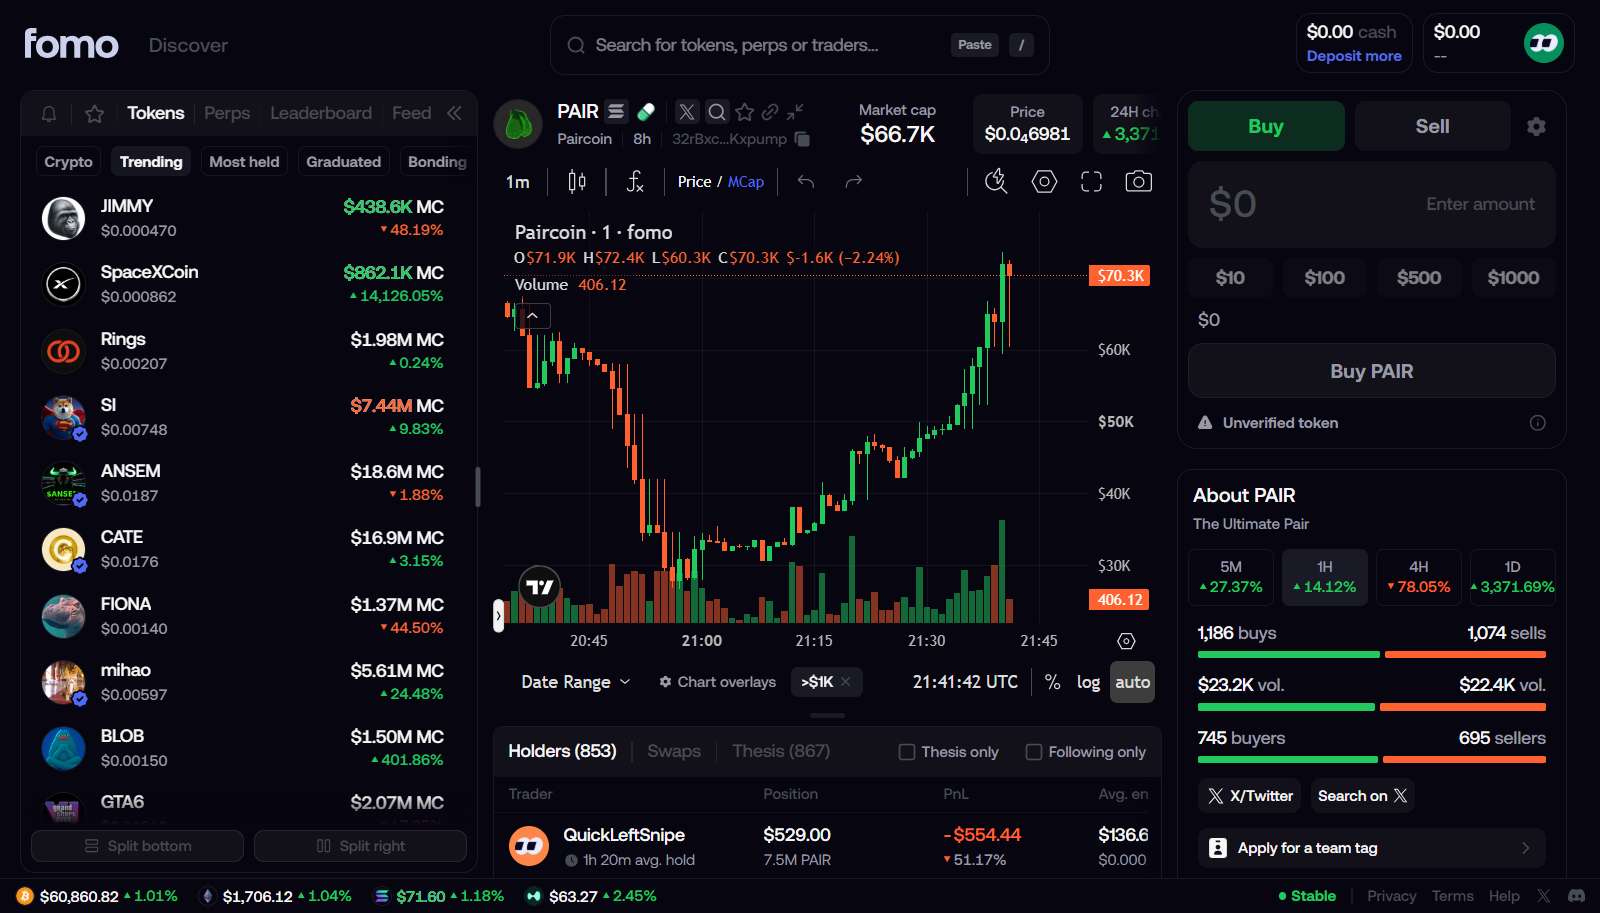 fomo
Discover
Search for tokens, perps or traders...
Paste
/
$0.00 cash
Deposit more
$0.00
--
Tokens
Perps
Leaderboard
Feed
Crypto
Trending
Most held
Graduated
Bonding
JIMMY
$438.6K MC
$0.000470
48.19%
SpaceXCoin
$862.1K MC
$0.000862
14,126.05%
Rings
$1.98M MC
$0.00207
0.24%
SI
$7.44M MC
$0.00748
9.83%
ANSEM
$18.6M MC
$0.0187
1.88%
CATE
$16.9M MC
$0.0176
3.15%
FIONA
$1.37M MC
$0.00140
44.50%
mihao
$5.61M MC
$0.00597
24.48%
BLOB
$1.50M MC
$0.00150
401.86%
GTA6
$2.07M MC
Split bottom
Split right
PAIR
Paircoin
8h
32rBxc...Kxpump
Market cap
$66.7K
Price
$0.0₄6981
24H ch
3,371
1m
Price / MCap
Paircoin · 1 · fomo
O$71.9K H$72.4K L$60.3K C$70.3K $-1.6K (−2.24%)
Volume 406.12
$70.3K
$60K
$50K
$40K
$30K
406.12
20:45
21:00
21:15
21:30
21:45
Date Range
Chart overlays
>$1K
21:41:42 UTC
%
log
auto
Holders (853)
Swaps
Thesis (867)
Thesis only
Following only
Trader
Position
PnL
Avg. en
QuickLeftSnipe
$529.00
-$554.44
$136.6
1h 20m avg. hold
7.5M PAIR
51.17%
$0.000
Buy
Sell
$0
Enter amount
$10
$100
$500
$1000
$0
Buy PAIR
Unverified token
About PAIR
The Ultimate Pair
5M
27.37%
1H
14.12%
4H
78.05%
1D
3,371.69%
1,186 buys
1,074 sells
$23.2K vol.
$22.4K vol.
745 buyers
695 sellers
X/Twitter
Search on X
Apply for a team tag
$60,860.82 1.01%
$1,706.12 1.04%
$71.60 1.18%
$63.27 2.45%
Stable
Privacy
Terms
Help